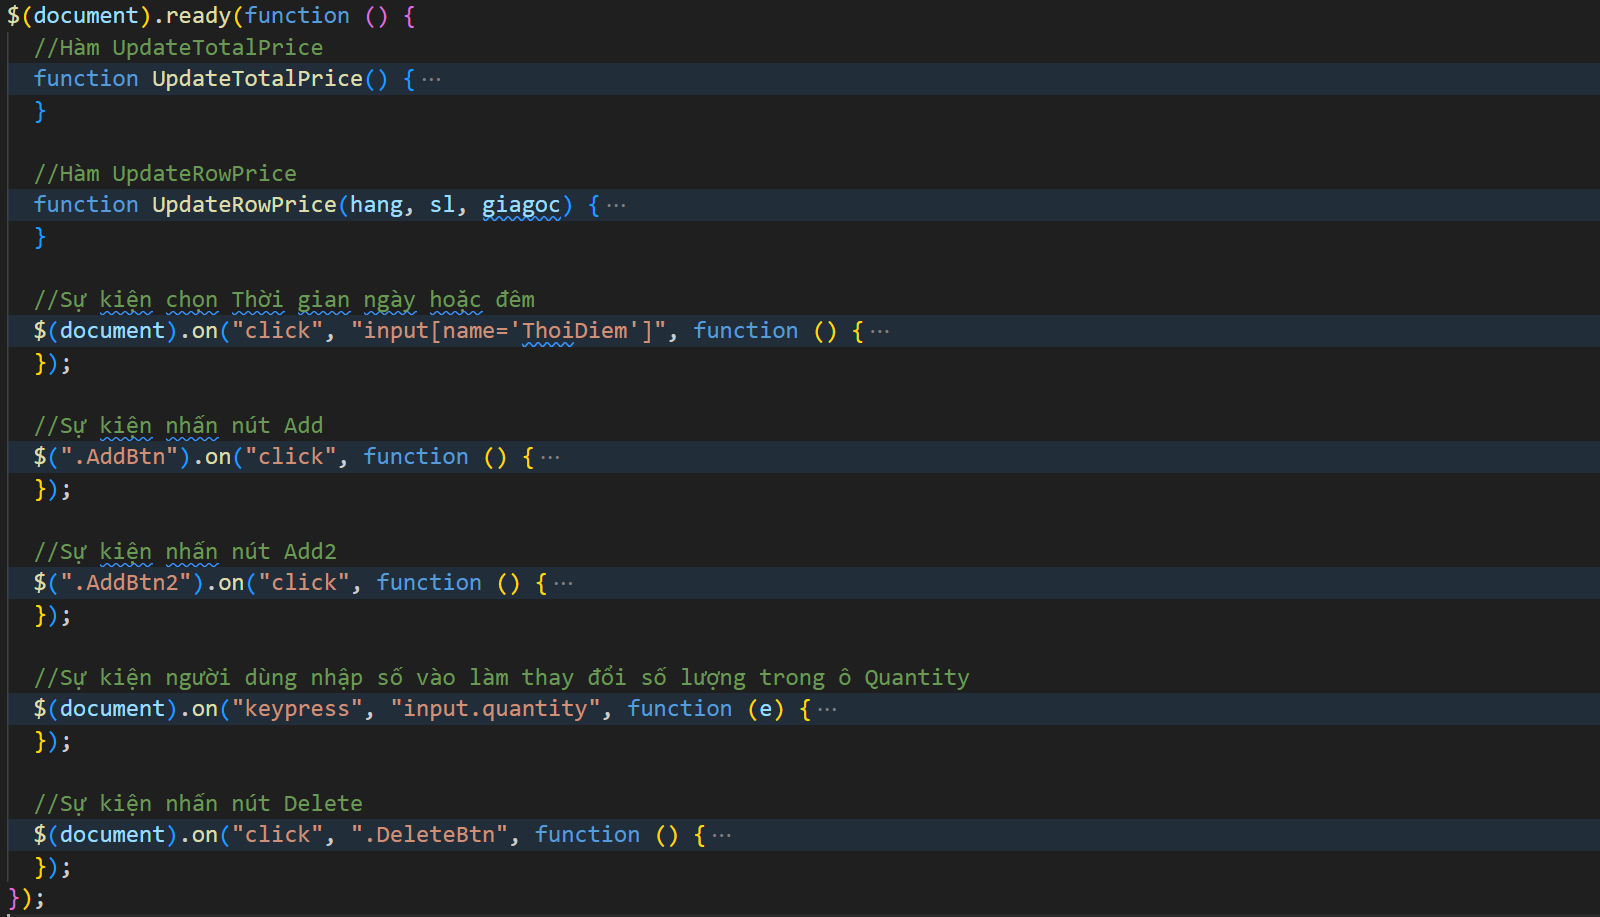 $(document).ready(function () {
//Hàm UpdateTotalPrice
function UpdateTotalPrice() {···
}
//Hàm UpdateRowPrice
function UpdateRowPrice(hang, sl, giagoc) {···
}
//Sự kiện chọn Thời gian ngày hoặc đêm
$(document).on("click", "input[name='ThoiDiem']", function () {···
});
//Sự kiện nhấn nút Add
$(".AddBtn").on("click", function () {···
});
//Sự kiện nhấn nút Add2
$(".AddBtn2").on("click", function () {···
});
//Sự kiện người dùng nhập số vào làm thay đổi số lượng trong ô Quantity
$(document).on("keypress", "input.quantity", function (e) {···
});
//Sự kiện nhấn nút Delete
$(document).on("click", ".DeleteBtn", function () {···
});
});